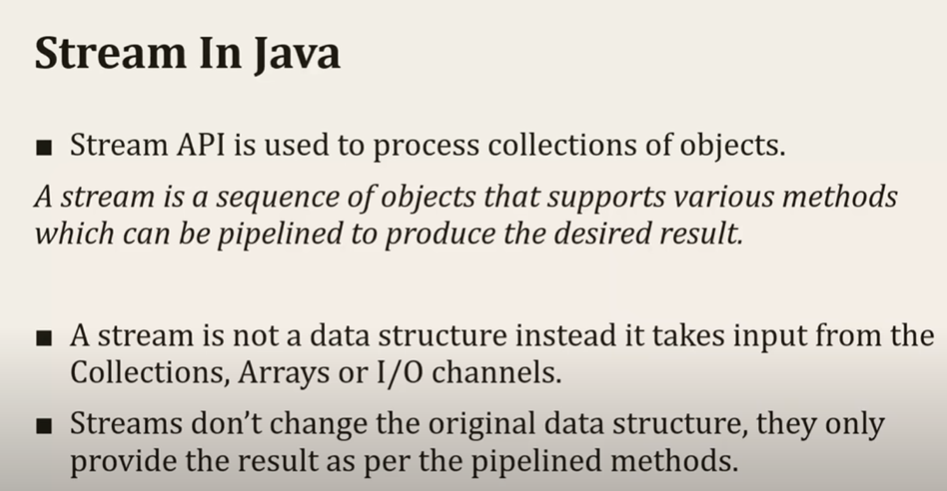 Stream In Java
▪ Stream API is used to process collections of objects.
A stream is a sequence of objects that supports various methods
which can be pipelined to produce the desired result.
▪ A stream is not a data structure instead it takes input from the
Collections, Arrays or I/O channels.
▪ Streams don’t change the original data structure, they only
provide the result as per the pipelined methods.